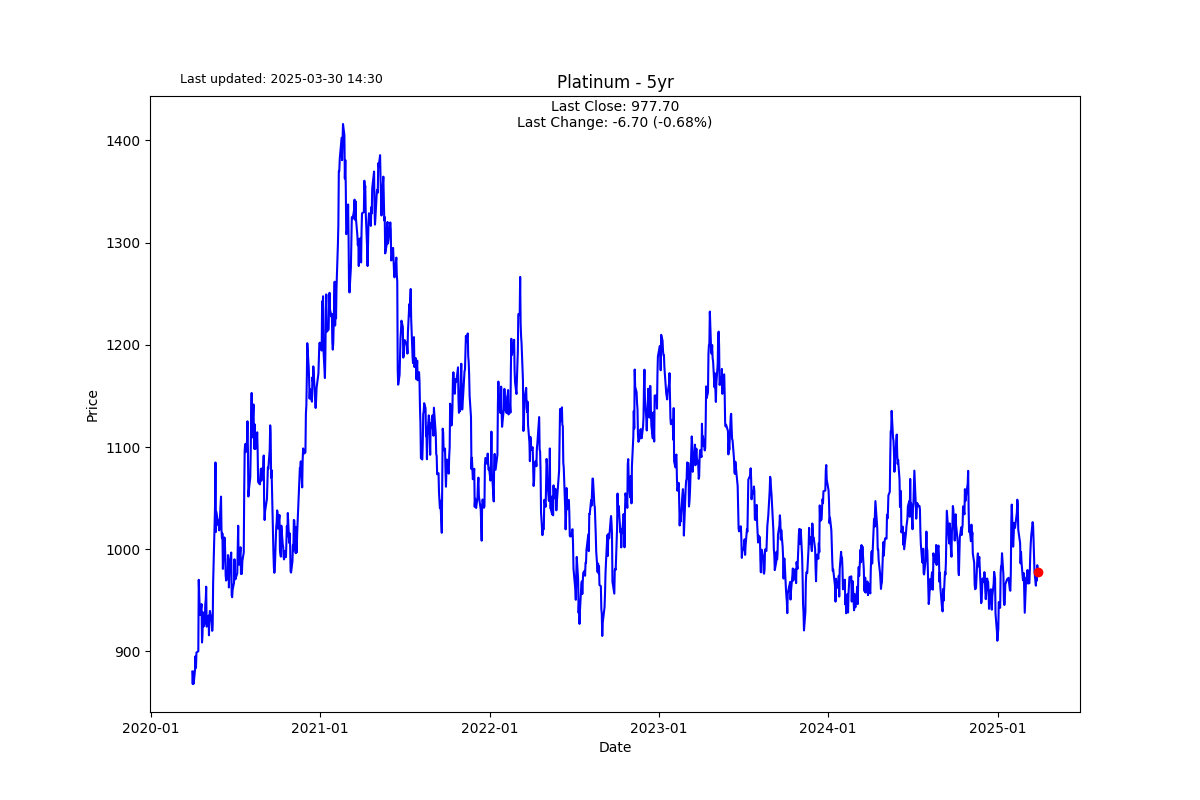 Last updated: 2025-03-30 14:30
Platinum - 5yr
Last Close: 977.70
Last Change: -6.70 (-0.68%)
1400
1300
1200
1100
1000
900
Price
2020-01 2021-01 2022-01 2023-01 2024-01 2025-01
Date